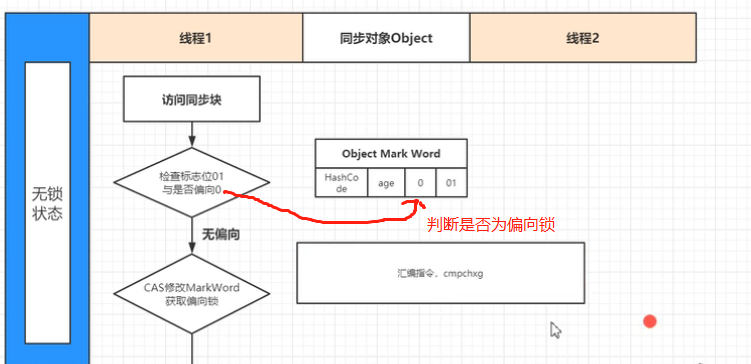 线程1
同步对象Object
线程2
访问同步块
无锁
状态
检查标志位01
与是否偏向0
Object Mark Word
HashCo
de
age
0
01
判断是否为偏向锁
无偏向
CAS修改MarkWord
获取偏向锁
汇编指令，cmpchxg